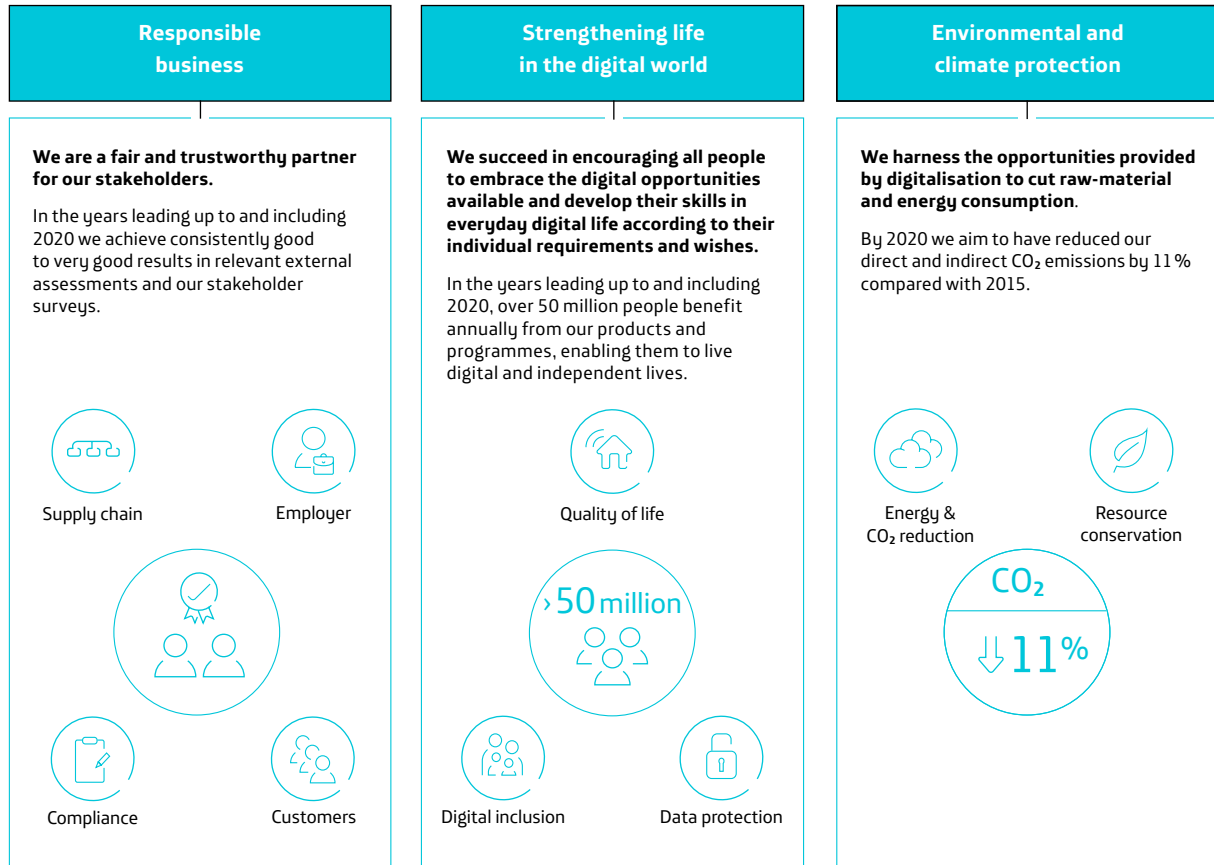 Responsible
business
We are a fair and trustworthy partner
for our stakeholders.
In the years leading up to and including
2020 we achieve consistently good
to very good results in relevant external
assessments and our stakeholder
surveys.
Supply chain
Employer
Compliance
Customers
Strengthening life
in the digital world
We succeed in encouraging all people
to embrace the digital opportunities
available and develop their skills in
everyday digital life according to their
individual requirements and wishes.
In the years leading up to and including
2020, over 50 million people benefit
annually from our products and
programmes, enabling them to live
digital and independent lives.
Quality of life
› 50 million
Digital inclusion
Data protection
Environmental and
climate protection
We harness the opportunities provided
by digitalisation to cut raw-material
and energy consumption.
By 2020 we aim to have reduced our
direct and indirect CO₂ emissions by 11 %
compared with 2015.
Energy &
CO₂ reduction
Resource
conservation
CO₂
11%